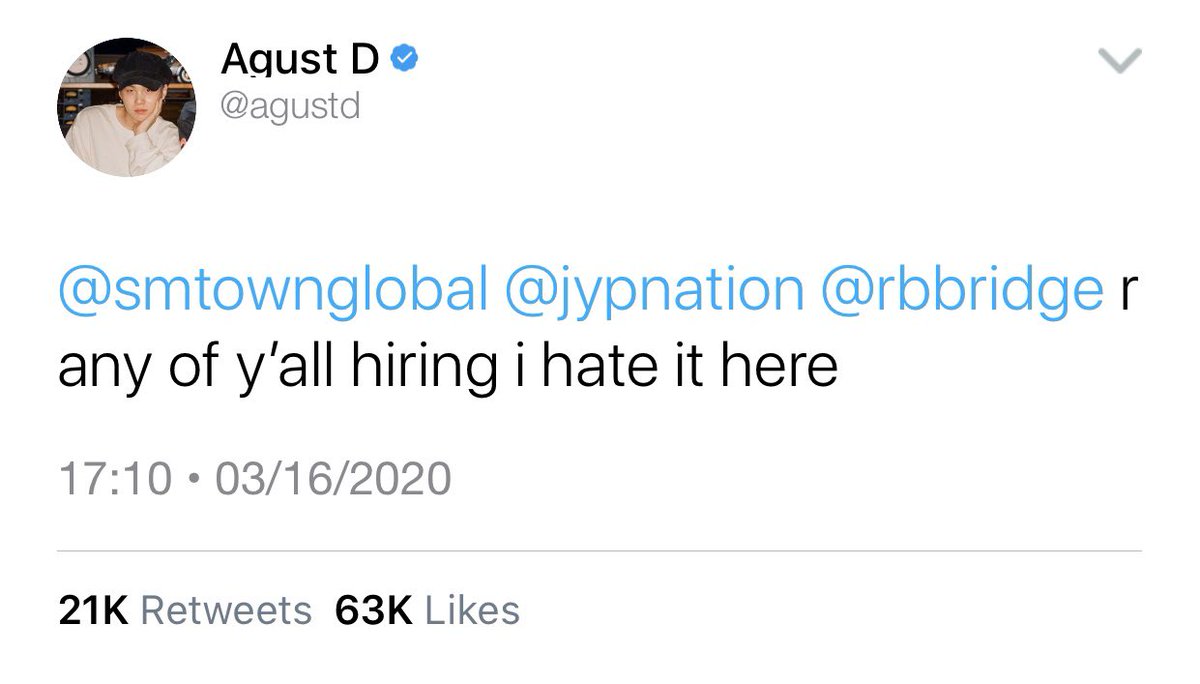 Agust D
@agustd
@smtownglobal @jypnation @rbbridge r
any of y'all hiring i hate it here
17:10 • 03/16/2020
21K Retweets 63K Likes